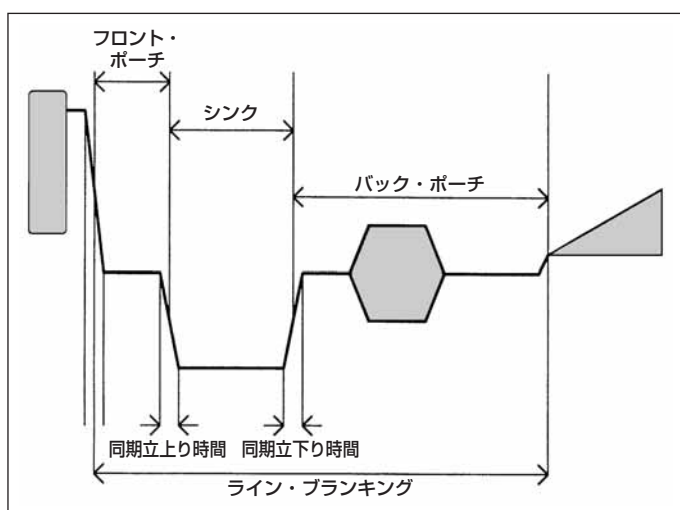 フロント・
ポーチ
シンク
バック・ポーチ
同期立上り時間 同期立下り時間
ライン・ブランキング